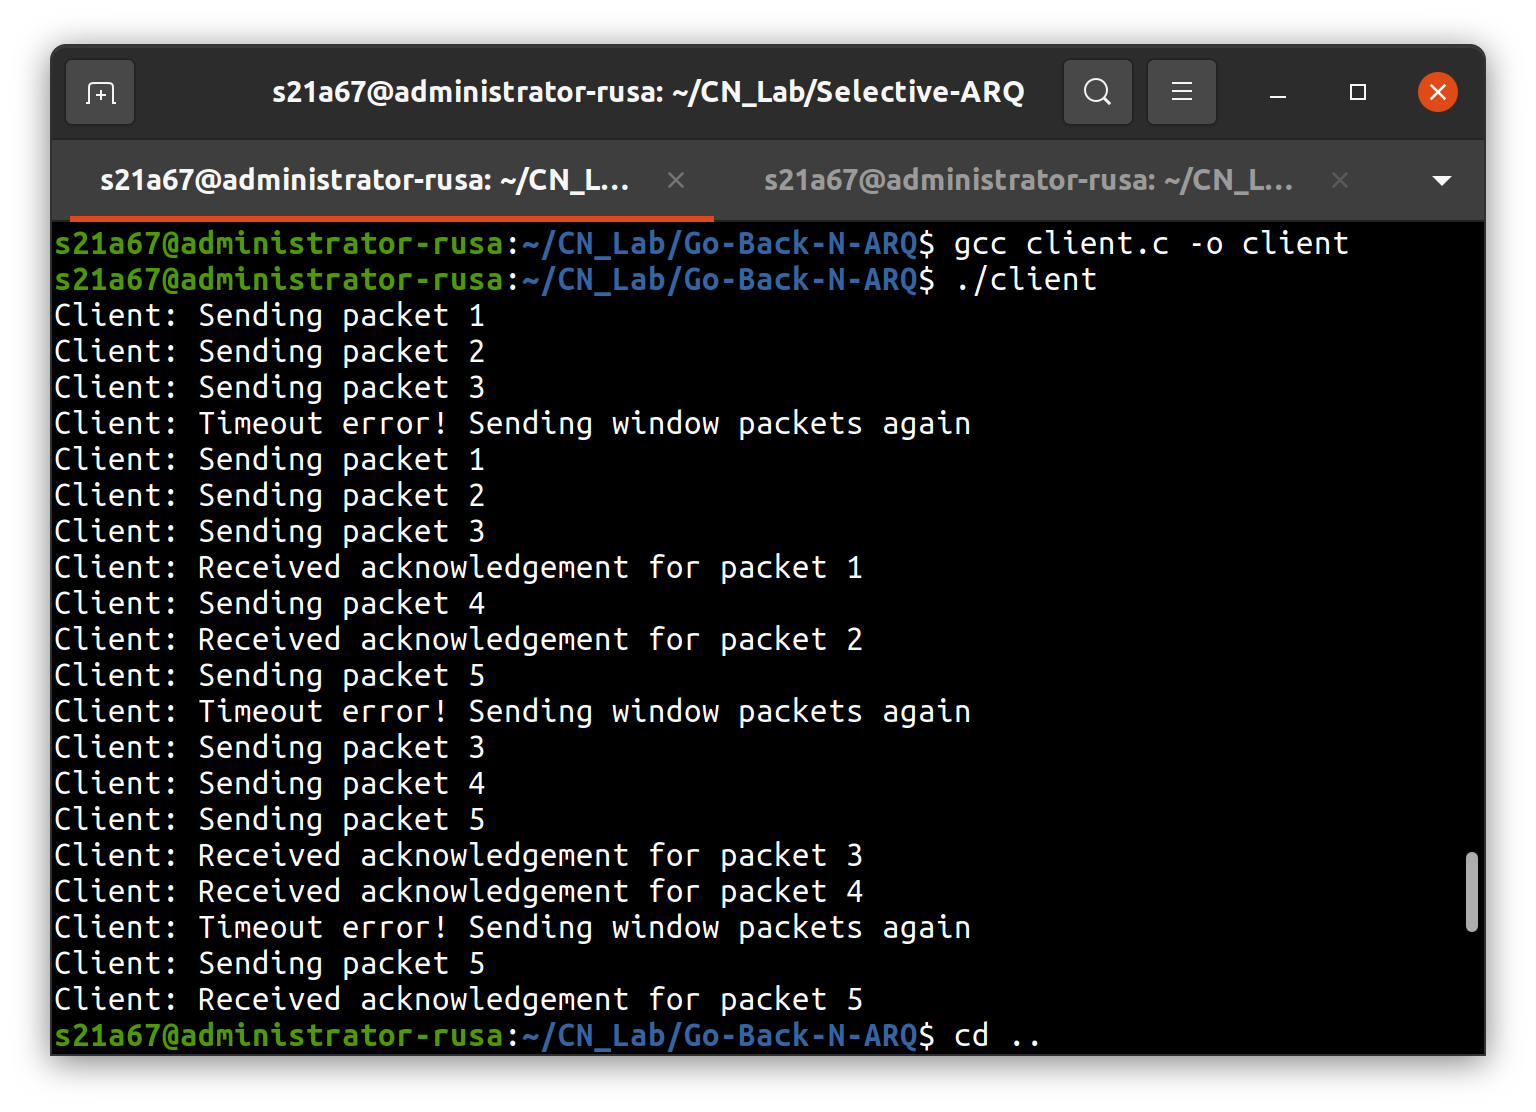 s21a67@administrator-rusa: ~/CN_Lab/Selective-ARQ
s21a67@administrator-rusa: ~/CN_L... s21a67@administrator-rusa: ~/CN_L...
s21a67@administrator-rusa:~/CN_Lab/Go-Back-N-ARQ$ gcc client.c -o client
s21a67@administrator-rusa:~/CN_Lab/Go-Back-N-ARQ$ ./client
Client: Sending packet 1
Client: Sending packet 2
Client: Sending packet 3
Client: Timeout error! Sending window packets again
Client: Sending packet 1
Client: Sending packet 2
Client: Sending packet 3
Client: Received acknowledgement for packet 1
Client: Sending packet 4
Client: Received acknowledgement for packet 2
Client: Sending packet 5
Client: Timeout error! Sending window packets again
Client: Sending packet 3
Client: Sending packet 4
Client: Sending packet 5
Client: Received acknowledgement for packet 3
Client: Received acknowledgement for packet 4
Client: Timeout error! Sending window packets again
Client: Sending packet 5
Client: Received acknowledgement for packet 5
s21a67@administrator-rusa:~/CN_Lab/Go-Back-N-ARQ$ cd ..